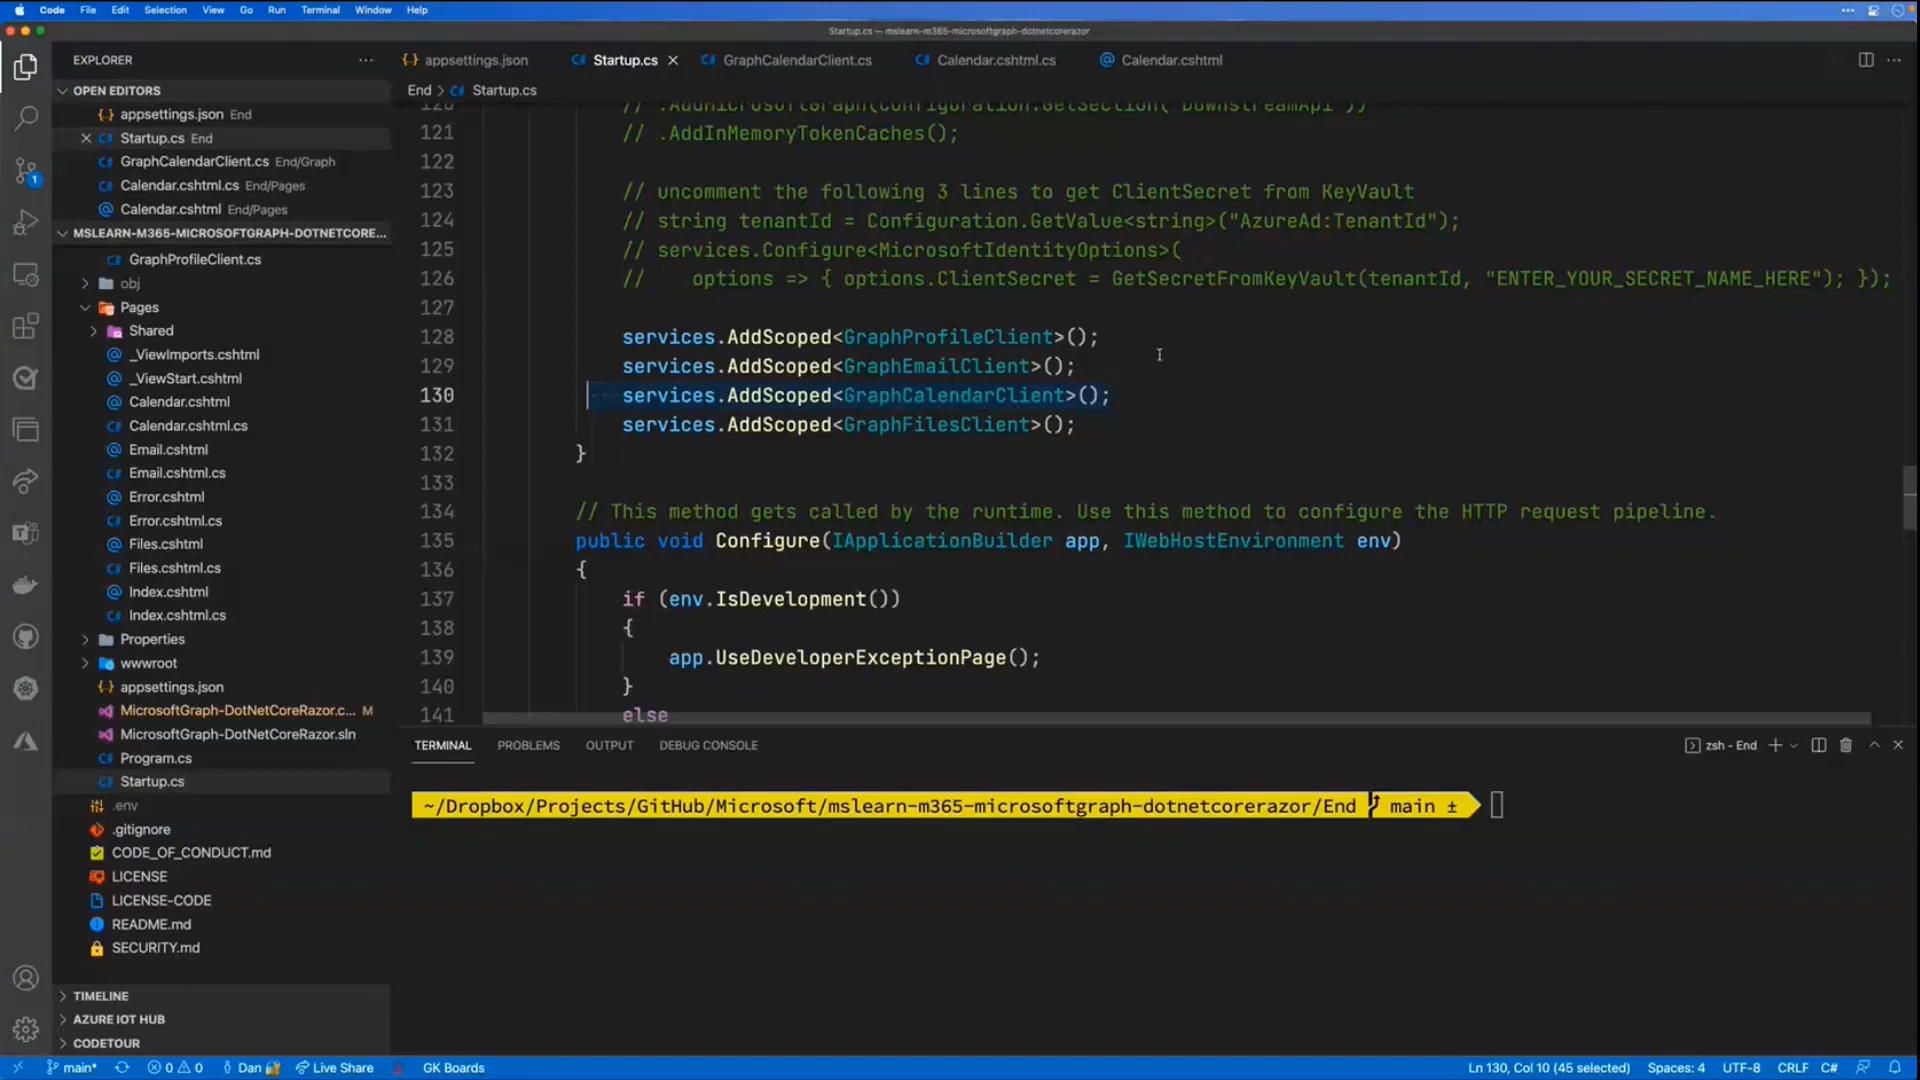 Code File Edit Selection View Go Run Terminal Window Help
Startup.cs — mslearn-m365-microsoftgraph-dotnetcorerazor
EXPLORER
OPEN EDITORS
appsettings.json End
Startup.cs End
GraphCalendarClient.cs End/Graph
Calendar.cshtml.cs End/Pages
Calendar.cshtml End/Pages
MSLEARN-M365-MICROSOFTGRAPH-DOTNETCORE...
GraphProfileClient.cs
obj
Pages
Shared
_ViewImports.cshtml
_ViewStart.cshtml
Calendar.cshtml
Calendar.cshtml.cs
Email.cshtml
Email.cshtml.cs
Error.cshtml
Error.cshtml.cs
Files.cshtml
Files.cshtml.cs
Index.cshtml
Index.cshtml.cs
Properties
wwwroot
appsettings.json
MicrosoftGraph-DotNetCoreRazor.c... M
MicrosoftGraph-DotNetCoreRazor.sln
Program.cs
Startup.cs
.env
.gitignore
CODE_OF_CONDUCT.md
LICENSE
LICENSE-CODE
README.md
SECURITY.md
TIMELINE
AZURE IOT HUB
CODETOUR
1
appsettings.json Startup.cs GraphCalendarClient.cs Calendar.cshtml.cs Calendar.cshtml
End > Startup.cs
120 // .AddMicrosoftGraph(Configuration.GetSection("DownstreamApi"))
121 // .AddInMemoryTokenCaches();
122
123 // uncomment the following 3 lines to get ClientSecret from KeyVault
124 // string tenantId = Configuration.GetValue<string>("AzureAd:TenantId");
125 // services.Configure<MicrosoftIdentityOptions>(
126 //    options => { options.ClientSecret = GetSecretFromKeyVault(tenantId, "ENTER_YOUR_SECRET_NAME_HERE"); });
127
128 services.AddScoped<GraphProfileClient>();
129 services.AddScoped<GraphEmailClient>();
130 services.AddScoped<GraphCalendarClient>();
131 services.AddScoped<GraphFilesClient>();
132 }
133
134 // This method gets called by the runtime. Use this method to configure the HTTP request pipeline.
135 public void Configure(IApplicationBuilder app, IWebHostEnvironment env)
136 {
137 if (env.IsDevelopment())
138 {
139 app.UseDeveloperExceptionPage();
140 }
141 else
TERMINAL PROBLEMS OUTPUT DEBUG CONSOLE
zsh - End
~/Dropbox/Projects/GitHub/Microsoft/mslearn-m365-microsoftgraph-dotnetcorerazor/End main ±
main* 0 0 Dan Live Share GK Boards
Ln 130, Col 10 (45 selected) Spaces: 4 UTF-8 CRLF C#